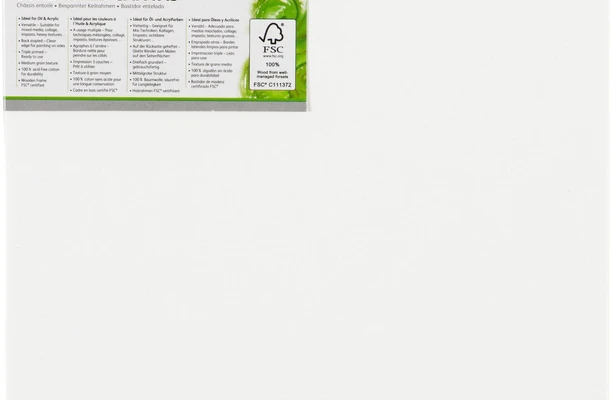 Châssis entoilé • Bespannter Keilrahmen • Bastidor entelado
• Ideal for Oil & Acrylic
• Versatile – Suitable for
mixed media, collage,
impasto, heavy textures.
• Back stapled – Clean
edge for painting on sides
• Triple primed –
Ready to use
• Medium grain texture
• 100% acid free cotton
for durability
• Wooden Frame
FSC® certified
• Idéal pour les couleurs à
l'Huile & Acrylique
• A usage multiple – Pour
techniques mélangées, collage,
impasto, textures épaisses.
• Agraphés à l'arrière –
Bordure vide pour
peindre sur les côtés
• Impression 3 couches –
Prêt à utiliser
• Texture à grain moyen
• 100% coton sans acide pour
une longue conservation
• Cadre en bois certifié FSC®
• Ideal für Öl- und Acrylfarben
• Vielseitig – Geeignet für
Mix-Techniken, Kollagen,
Impasto, sichtbare
Strukturen
• Auf der Rückseite geheftet –
Glatte Ränder zum Malen
auf den Seitenflächen
• Dreifach grundiert –
gebrauchsfertig
• Mittelgrobe Struktur
• 100% Baumwolle, säurefrei
für Langlebigkeit
• Holzrahmen FSC® zertifiziert
• Ideal para Óleos y Acrílicos
• Versátil – Adecuado para
medios mezclados, collage,
impasto, texturas gruesas.
• Engrapado atrás – Bordes
laterales limpios para pintar
• Imprimación triple – Listo
para uso
• Textura de grano medio
• 100% algodón sin ácido
para durabilidad
• Bastidor de madera
certificado FSC®
FSC
www.fsc.org
100%
Wood from well-
managed forests
FSC® C111372